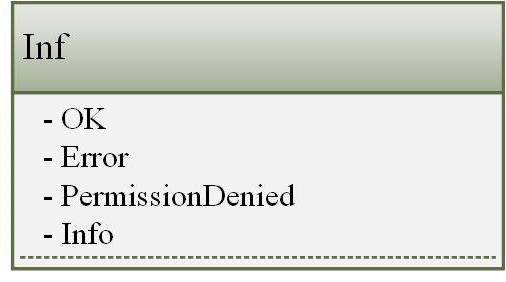 Inf
- OK
- Error
- PermissionDenied
- Info